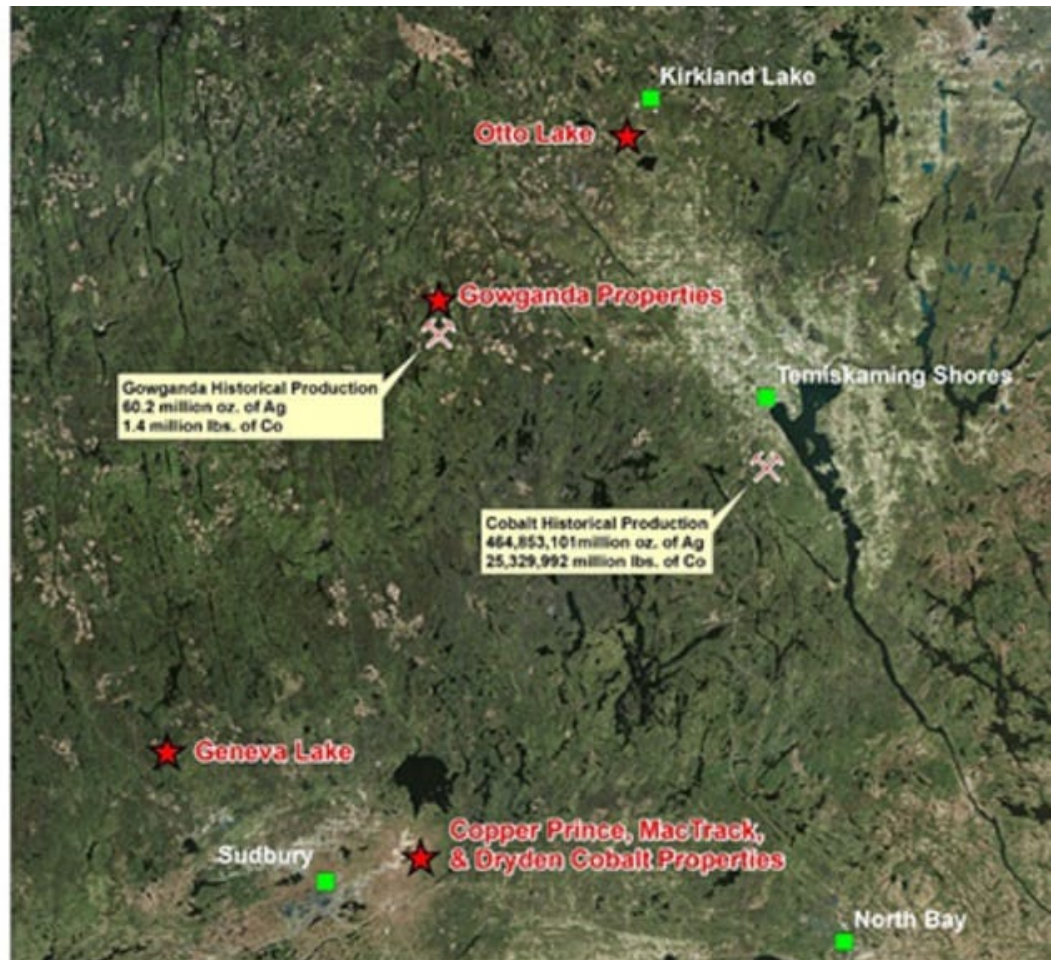 Kirkland Lake
Otto Lake
Gowganda Properties
Gowganda Historical Production
60.2 million oz. of Ag
1.4 million lbs. of Co
Temiskaming Shores
Cobalt Historical Production
464,853,101million oz. of Ag
25,329,992 million lbs. of Co
Geneva Lake
Copper Prince, MacTrack,
& Dryden Cobalt Properties
Sudbury
North Bay